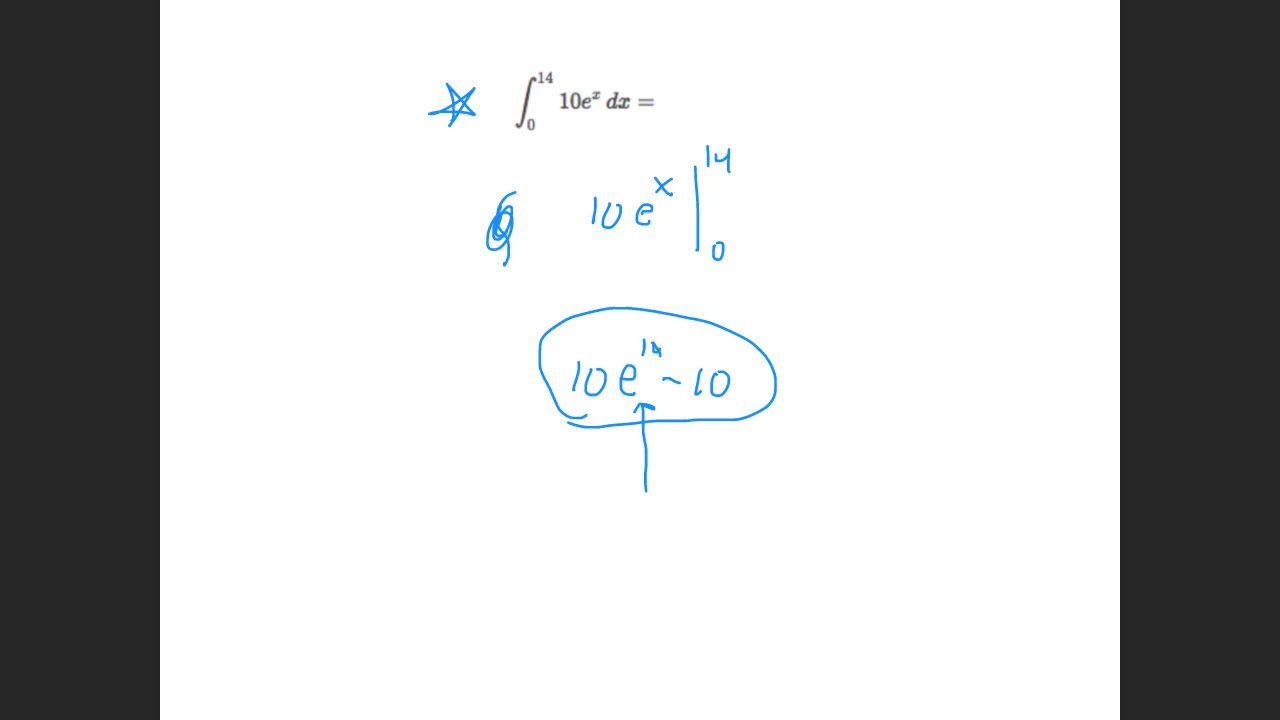 ∫₀¹⁴ 10eˣ dx =
10eˣ |₀¹⁴
10e¹⁴ - 10